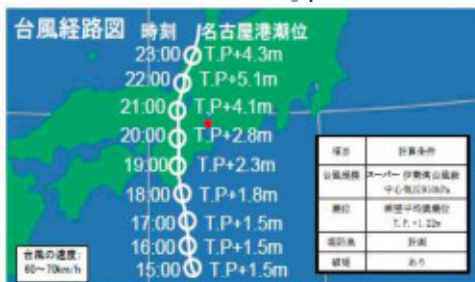 台風経路図 時刻 名古屋港潮位
23:00 T.P+4.3m
22:00 T.P+5.1m
21:00 T.P+4.1m
20:00 T.P+2.8m
19:00 T.P+2.3m
18:00 T.P+1.8m
17:00 T.P+1.5m
16:00 T.P+1.5m
15:00 T.P+1.5m
台風の速度:
60〜70km/h
項目 計算条件
台風規模 スーパー伊勢湾台風級
中心気圧910hPa
潮位 朔望平均満潮位
T.P.+1.22m
堤防高 計画
破堤 あり